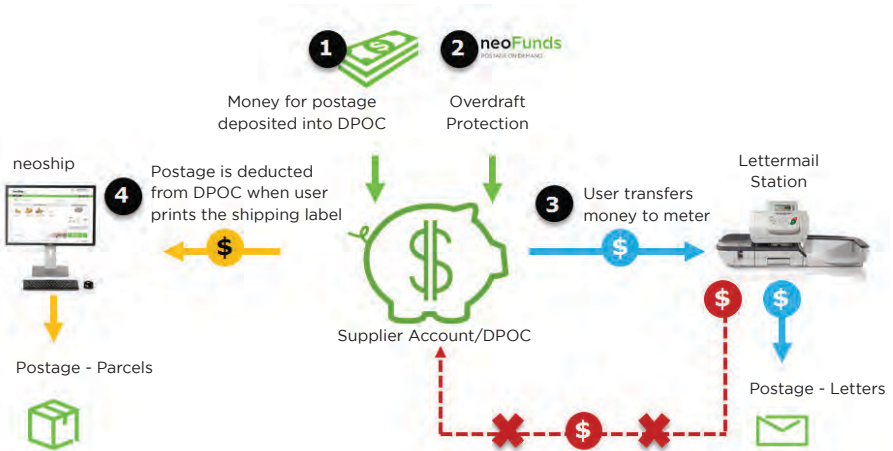 1
2
neoFunds
POSTAGE ON DEMAND
Money for postage
deposited into DPOC
Overdraft
Protection
neoship
4
Postage is deducted
from DPOC when user
prints the shipping label
$
3
User transfers
money to meter
$
Lettermail
Station
$
$
$
Supplier Account/DPOC
Postage - Parcels
Postage - Letters
$